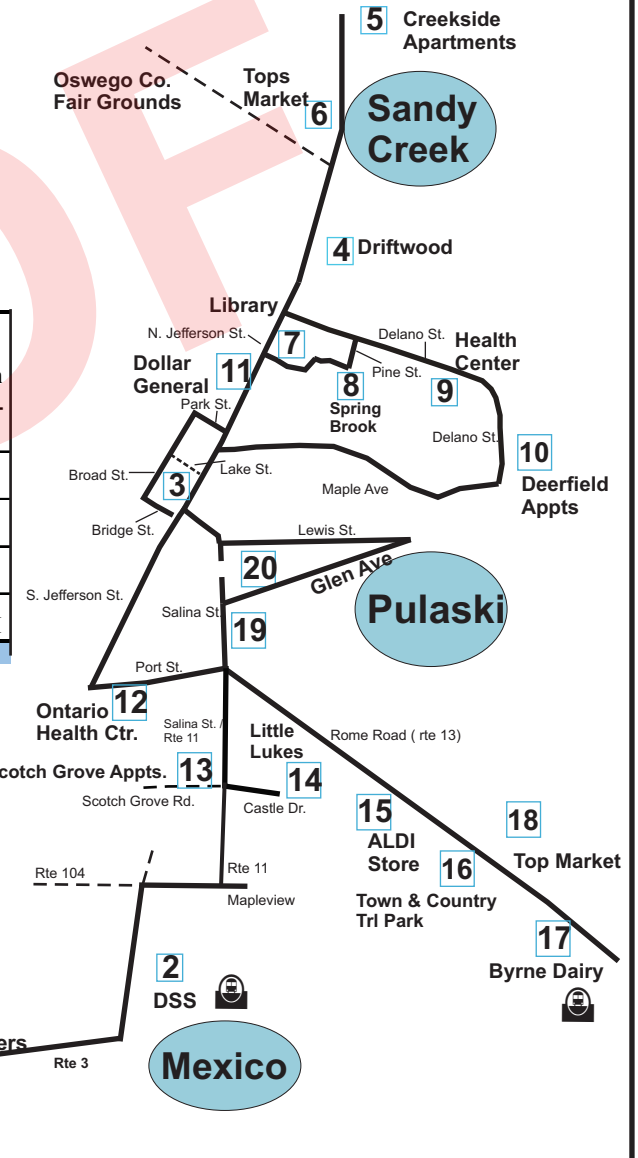 5 Creekside
Apartments
Oswego Co.
Fair Grounds
Tops
Market
6
Sandy
Creek
4 Driftwood
Library
N. Jefferson St.
7
Delano St.
Health
Center
Dollar
General
11
Pine St.
8
9
Spring
Brook
Park St.
Delano St.
10
Deerfield
Appts
Broad St.
3
Lake St.
Maple Ave
Bridge St.
Lewis St.
20
Glen Ave
S. Jefferson St.
Salina St.
19
Pulaski
Port St.
12
Ontario
Health Ctr.
Salina St. /
Rte 11
Little
Lukes
Rome Road ( rte 13)
cotch Grove Appts.
13
14
Scotch Grove Rd.
Castle Dr.
15
ALDI
Store
18
Top Market
16
Town & Country
Trl Park
Rte 104
Rte 11
Mapleview
17
Byrne Dairy
2
DSS
ers
Rte 3
Mexico